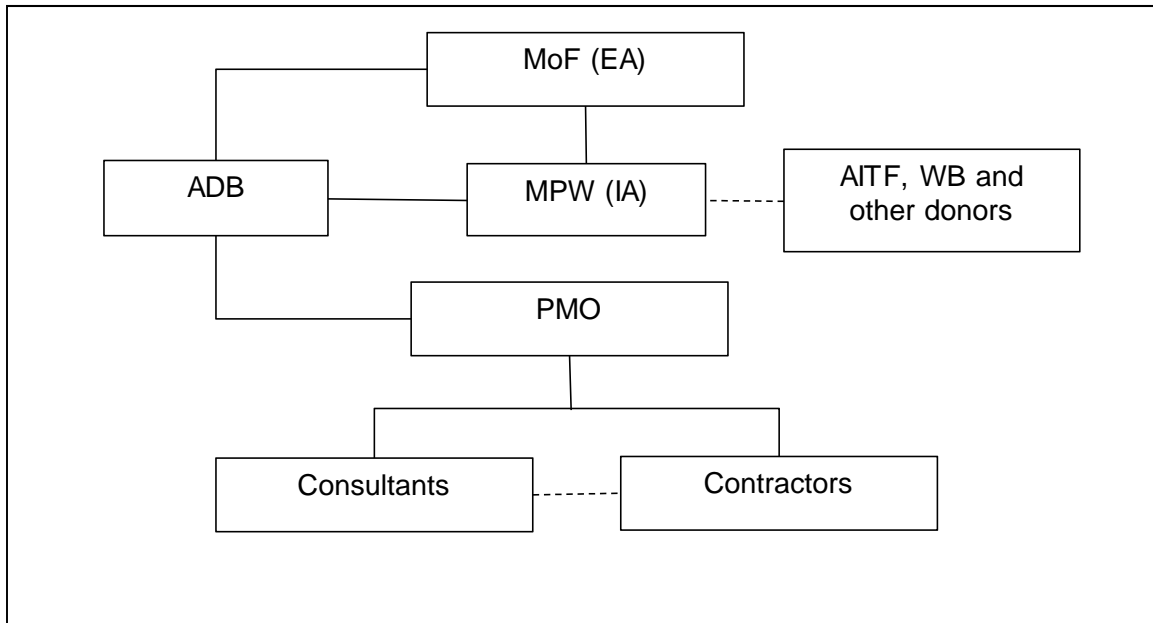 MoF (EA)
ADB
MPW (IA)
AITF, WB and
other donors
PMO
Consultants
Contractors